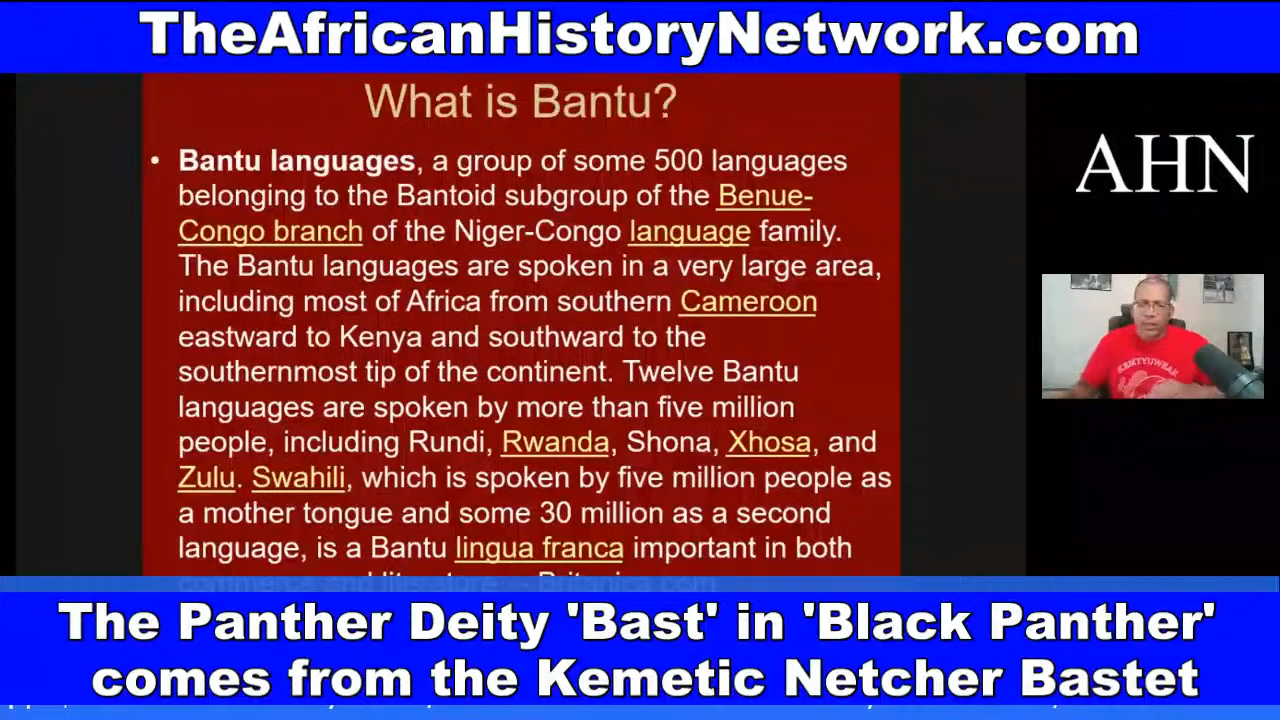 TheAfricanHistoryNetwork.com
What is Bantu?
• Bantu languages, a group of some 500 languages
belonging to the Bantoid subgroup of the Benue-
Congo branch of the Niger-Congo language family.
The Bantu languages are spoken in a very large area,
including most of Africa from southern Cameroon
eastward to Kenya and southward to the
southernmost tip of the continent. Twelve Bantu
languages are spoken by more than five million
people, including Rundi, Rwanda, Shona, Xhosa, and
Zulu. Swahili, which is spoken by five million people as
a mother tongue and some 30 million as a second
language, is a Bantu lingua franca important in both
AHN
The Panther Deity 'Bast' in 'Black Panther'
comes from the Kemetic Netcher Bastet